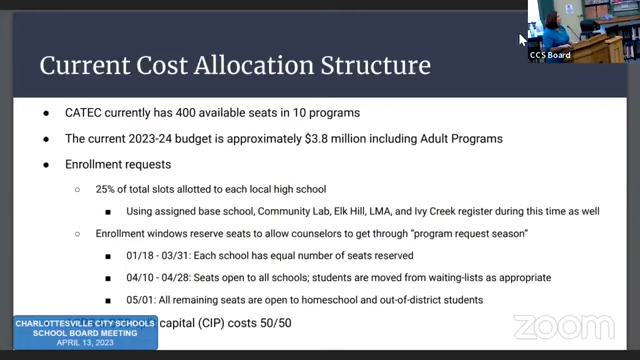 CCS Board
Current Cost Allocation Structure
● CATEC currently has 400 available seats in 10 programs
● The current 2023-24 budget is approximately $3.8 million including Adult Programs
● Enrollment requests
○ 25% of total slots allotted to each local high school
■ Using assigned base school, Community Lab, Elk Hill, LMA, and Ivy Creek register during this time as well
○ Enrollment windows reserve seats to allow counselors to get through “program request season”
■ 01/18 - 03/31: Each school has equal number of seats reserved
■ 04/10 - 04/28: Seats open to all schools; students are moved from waiting-lists as appropriate
■ 05/01: All remaining seats are open to homeschool and out-of-district students
capital (CIP) costs 50/50
CHARLOTTESVILLE CITY SCHOOLS
SCHOOL BOARD MEETING
APRIL 13, 2023
zoom